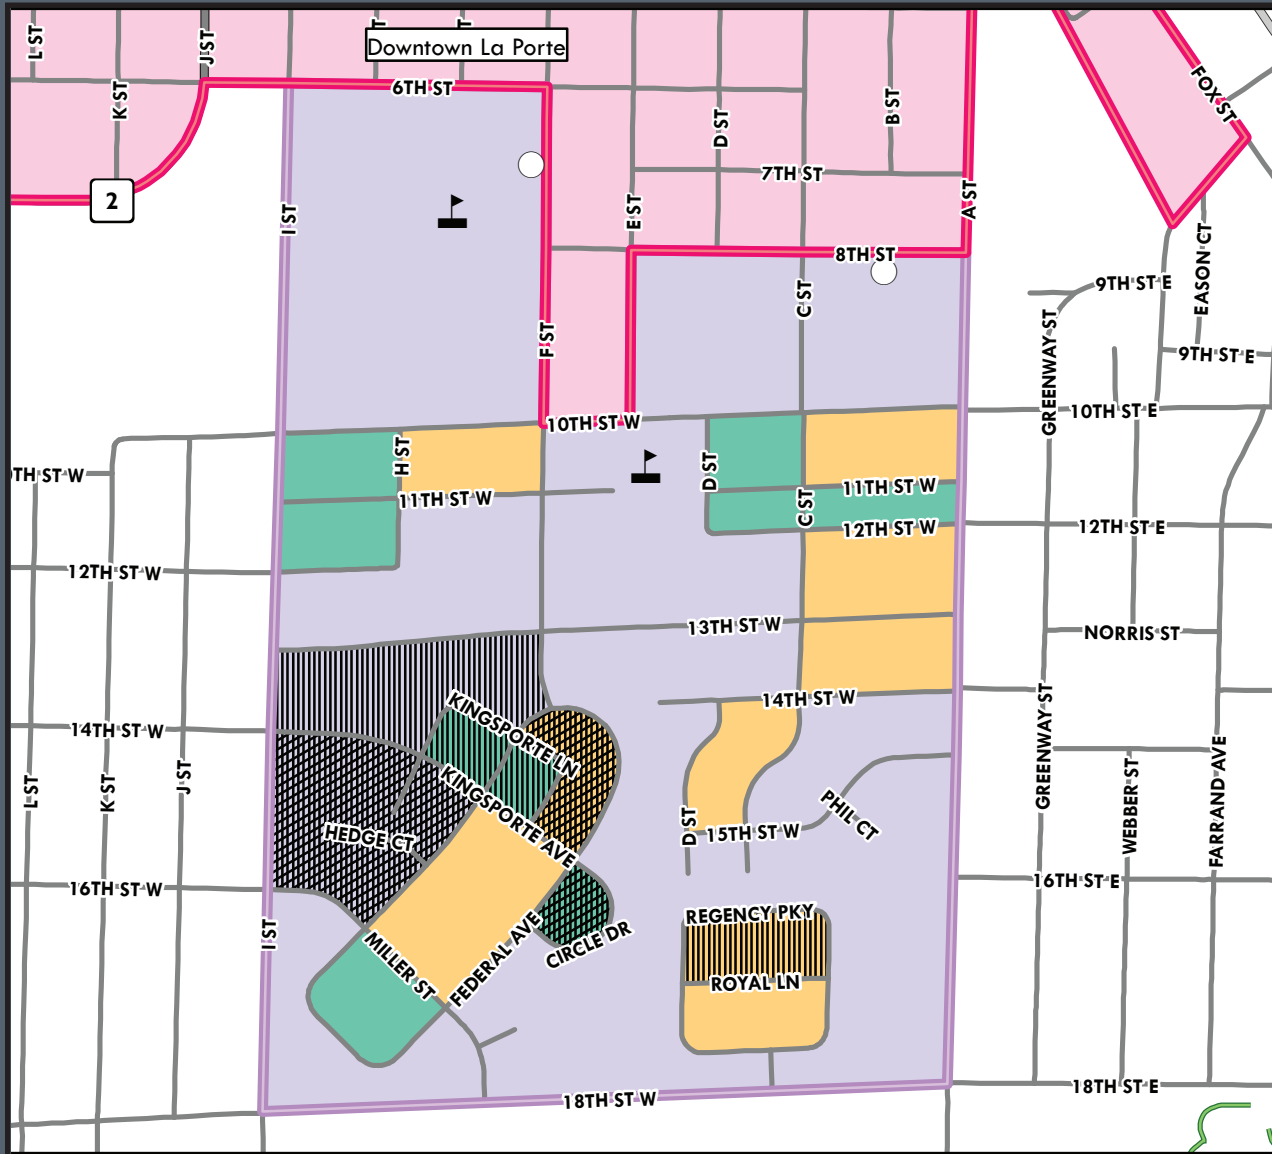 L ST
J ST
T
T
Downtown La Porte
K ST
6TH ST
D ST
B ST
FOX ST
2
7TH ST
I ST
E ST
A ST
8TH ST
EASON CT
9TH ST E
C ST
F ST
GREENWAY ST
9TH ST E
10TH ST W
10TH ST E
H ST
D ST
0TH ST W
11TH ST W
11TH ST W
C ST
12TH ST W
12TH ST E
12TH ST W
13TH ST W
NORRIS ST
14TH ST W
14TH ST W
KINGSPORTE LN
GREENWAY ST
L ST
K ST
J ST
KINGSPORTE AVE
HEDGE CT
D ST
15TH ST W
PHIL CT
WEBBER ST
FARRAND AVE
16TH ST W
16TH ST E
I ST
REGENCY PKY
MILLER ST
FEDERAL AVE
CIRCLE DR
ROYAL LN
18TH ST W
18TH ST E